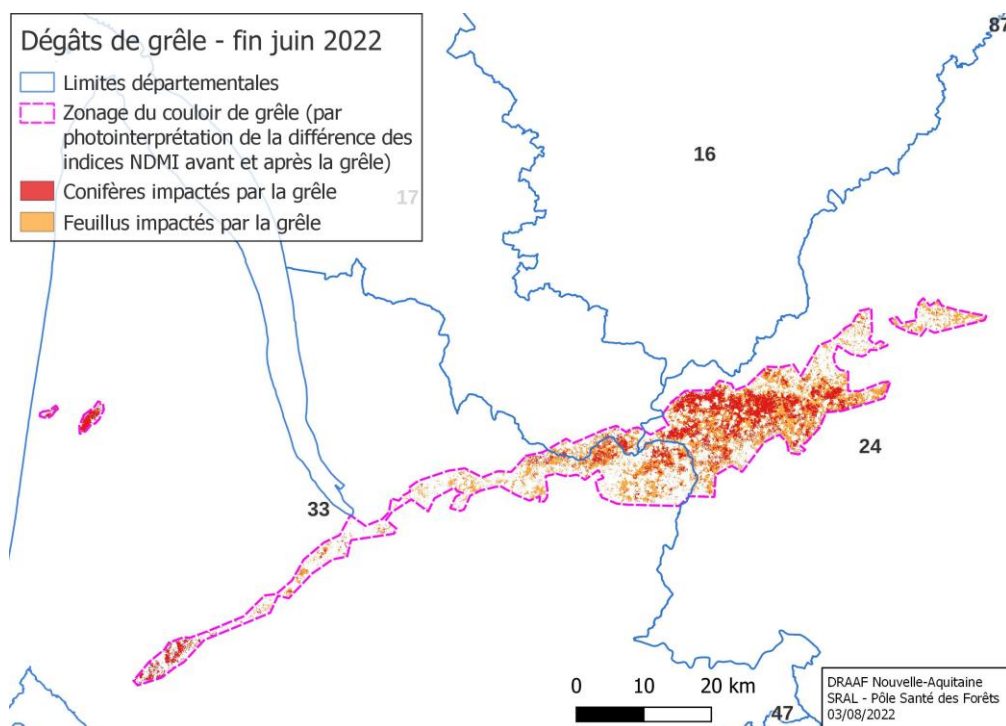 Dégâts de grêle - fin juin 2022
Limites départementales
Zonage du couloir de grêle (par
photointerprétation de la différence des
indices NDMI avant et après la grêle)
Conifères impactés par la grêle
Feuillus impactés par la grêle
87
16
17
24
33
47
0 10 20 km
DRAAF Nouvelle-Aquitaine
SRAL - Pôle Santé des Forêts
03/08/2022